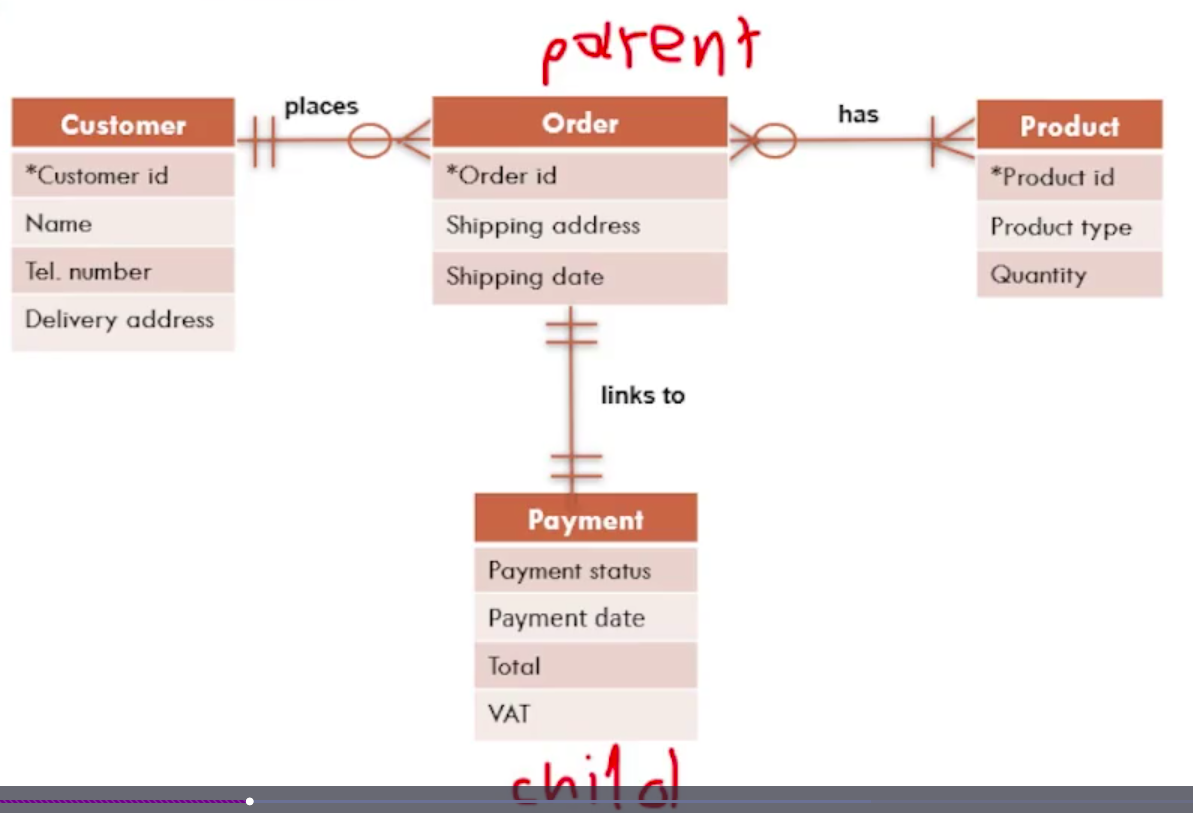 parent
places
has
Customer
*Customer id
Name
Tel. number
Delivery address
Order
*Order id
Shipping address
Shipping date
Product
*Product id
Product type
Quantity
links to
Payment
Payment status
Payment date
Total
VAT
child